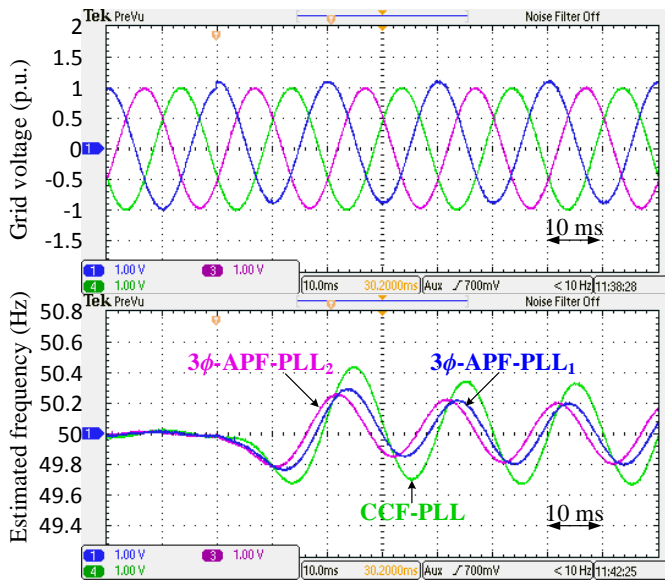 Tek PreVu
Noise Filter Off
Grid voltage (p.u.)
2
1.5
1
0.5
0
-0.5
-1
-1.5
1
10 ms
1 1.00 V
3 1.00 V
4 1.00 V
10.0ms 30.2000ms Aux 700mV < 10 Hz 11:38:28
Tek PreVu
Noise Filter Off
Estimated frequency (Hz)
50.8
50.6
50.4
50.2
50
49.8
49.6
49.4
1
3ϕ-APF-PLL₂
3ϕ-APF-PLL₁
CCF-PLL
10 ms
1 1.00 V
3 1.00 V
4 1.00 V
10.0ms 30.2000ms Aux 700mV < 10 Hz 11:42:25